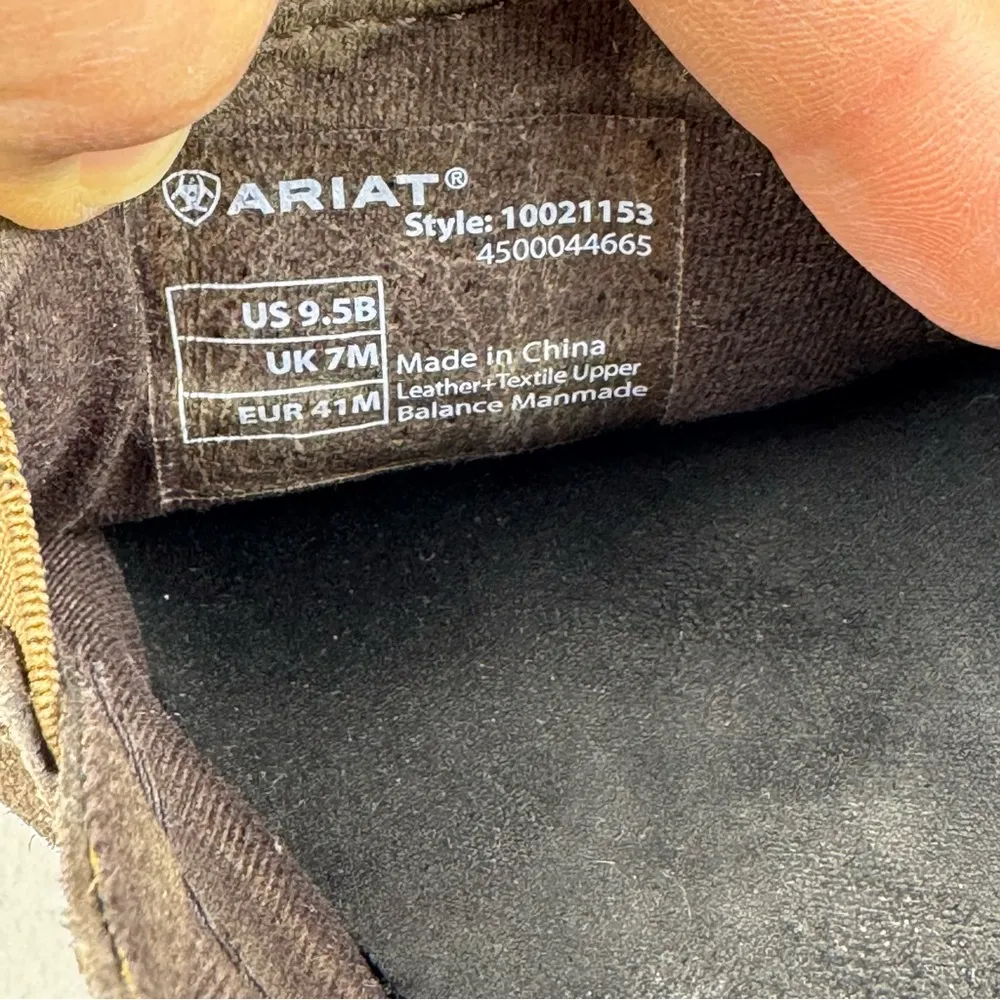 ARIAT®
Style: 10021153
4500044665
US 9.5B
UK 7M
EUR 41M
Made in China
Leather+Textile Upper
Balance Manmade